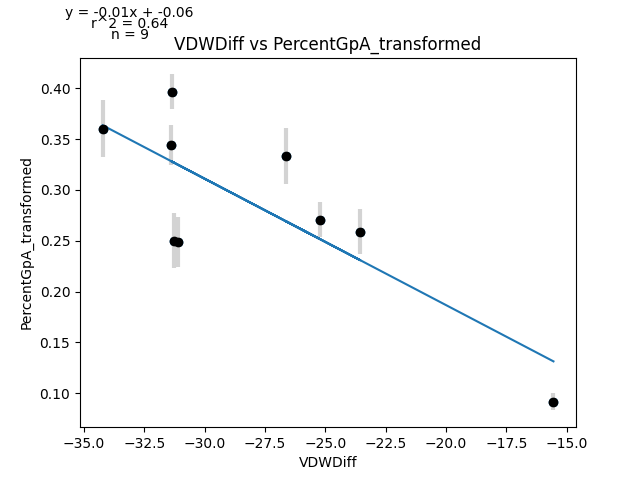 y = -0.01x + -0.06
r^2 = 0.64
n = 9
VDWDiff vs PercentGpA_transformed
PercentGpA_transformed
0.40
0.35
0.30
0.25
0.20
0.15
0.10
−35.0 −32.5 −30.0 −27.5 −25.0 −22.5 −20.0 −17.5 −15.0
VDWDiff